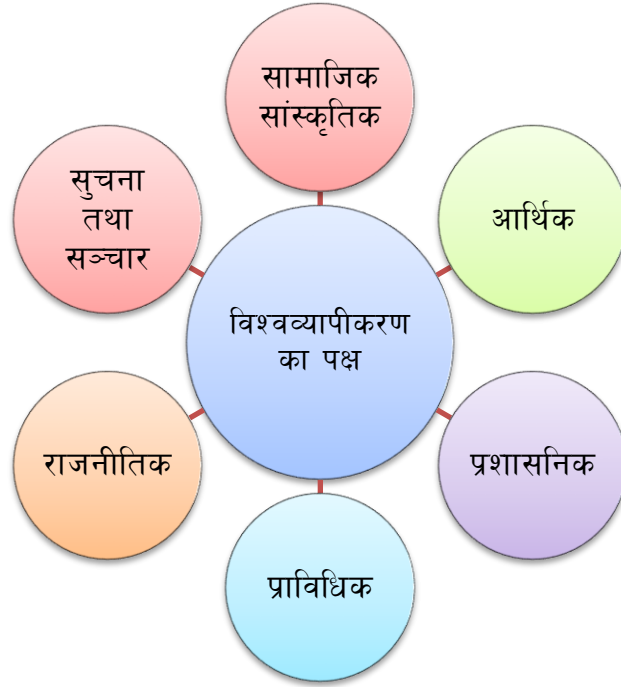 सामाजिक
सांस्कृतिक
सुचना
तथा
सञ्चार
आर्थिक
विश्वव्यापीकरण
का पक्ष
राजनीतिक
प्रशासनिक
प्राविधिक